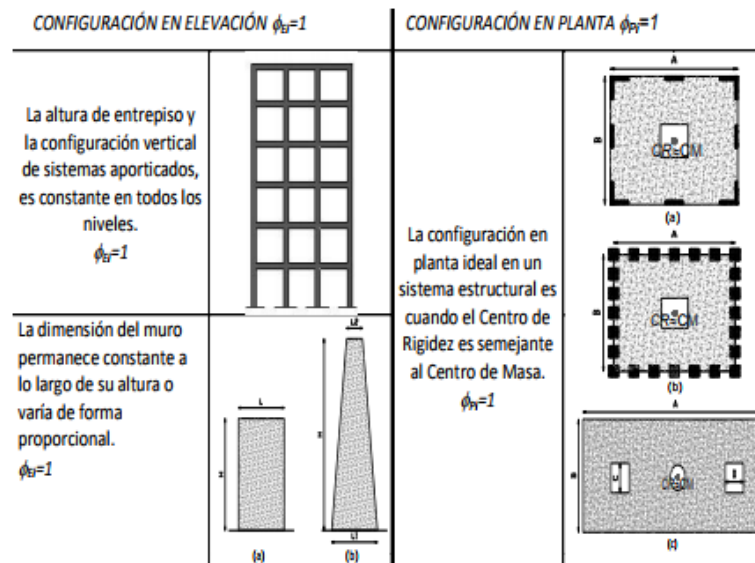 CONFIGURACIÓN EN ELEVACIÓN ϕEi=1
CONFIGURACIÓN EN PLANTA ϕPi=1
La altura de entrepiso y
la configuración vertical
de sistemas aporticados,
es constante en todos los
niveles.
ϕEi=1
La dimensión del muro
permanece constante a
lo largo de su altura o
varía de forma
proporcional.
ϕEi=1
L
H
(a)
L2
H
L1
(b)
La configuración en
planta ideal en un
sistema estructural es
cuando el Centro de
Rigidez es semejante
al Centro de Masa.
ϕPi=1
A
B
CR=CM
(a)
A
B
CR=CM
(b)
A
B
CR=CM
(c)